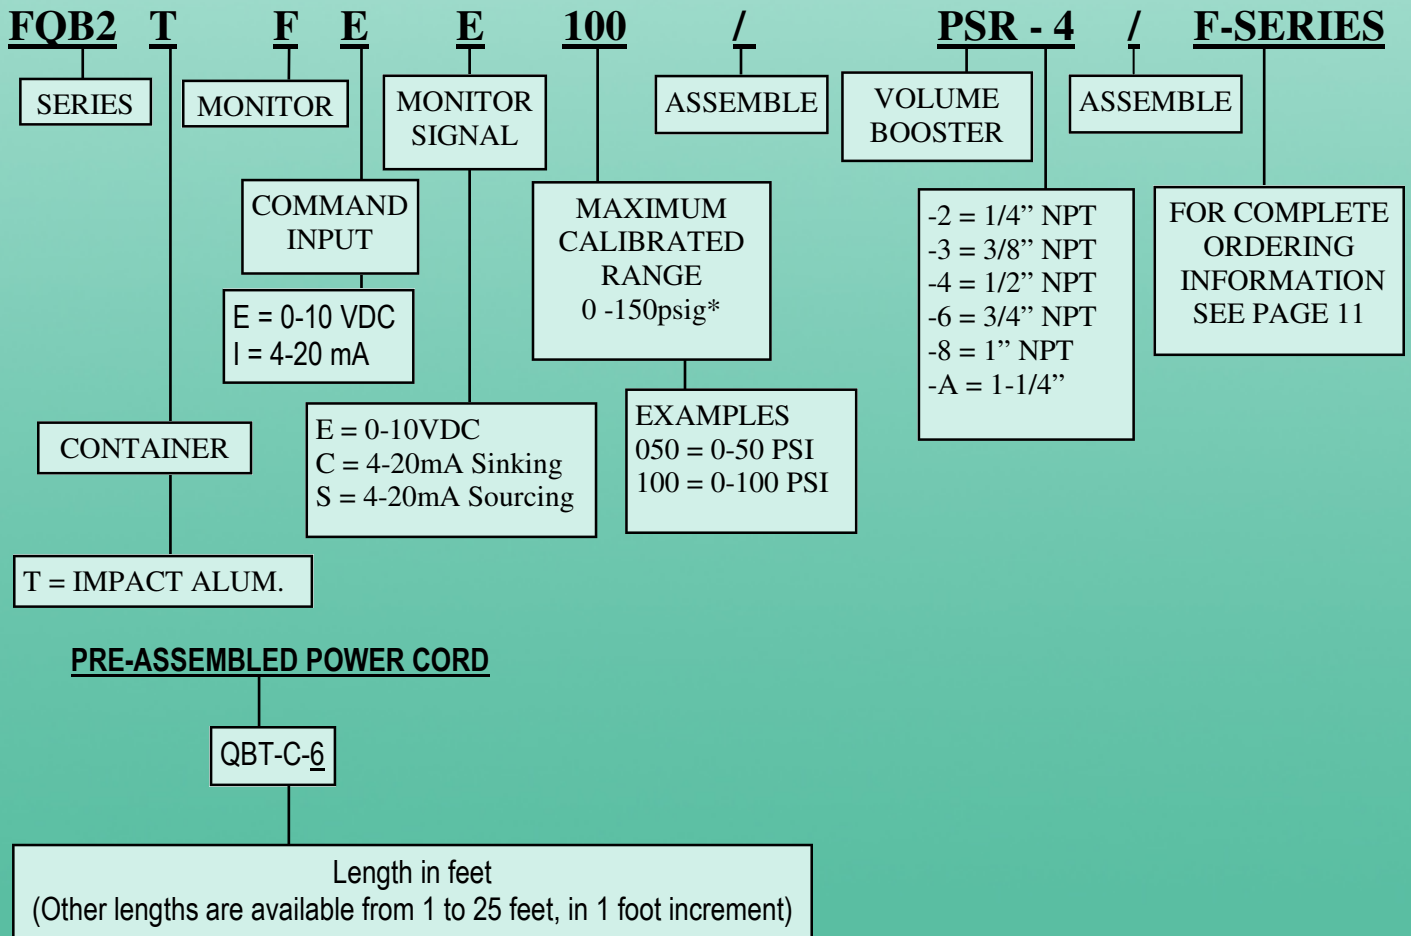 FQB2 T F E E 100 / PSR - 4 / F-SERIES
SERIES
MONITOR
MONITOR
SIGNAL
ASSEMBLE
VOLUME
BOOSTER
ASSEMBLE
COMMAND
INPUT
MAXIMUM
CALIBRATED
RANGE
0 -150psig*
-2 = 1/4” NPT
-3 = 3/8” NPT
-4 = 1/2” NPT
-6 = 3/4” NPT
-8 = 1” NPT
-A = 1-1/4”
FOR COMPLETE
ORDERING
INFORMATION
SEE PAGE 11
E = 0-10 VDC
I = 4-20 mA
CONTAINER
E = 0-10VDC
C = 4-20mA Sinking
S = 4-20mA Sourcing
EXAMPLES
050 = 0-50 PSI
100 = 0-100 PSI
T = IMPACT ALUM.
PRE-ASSEMBLED POWER CORD
QBT-C-6
Length in feet
(Other lengths are available from 1 to 25 feet, in 1 foot increment)